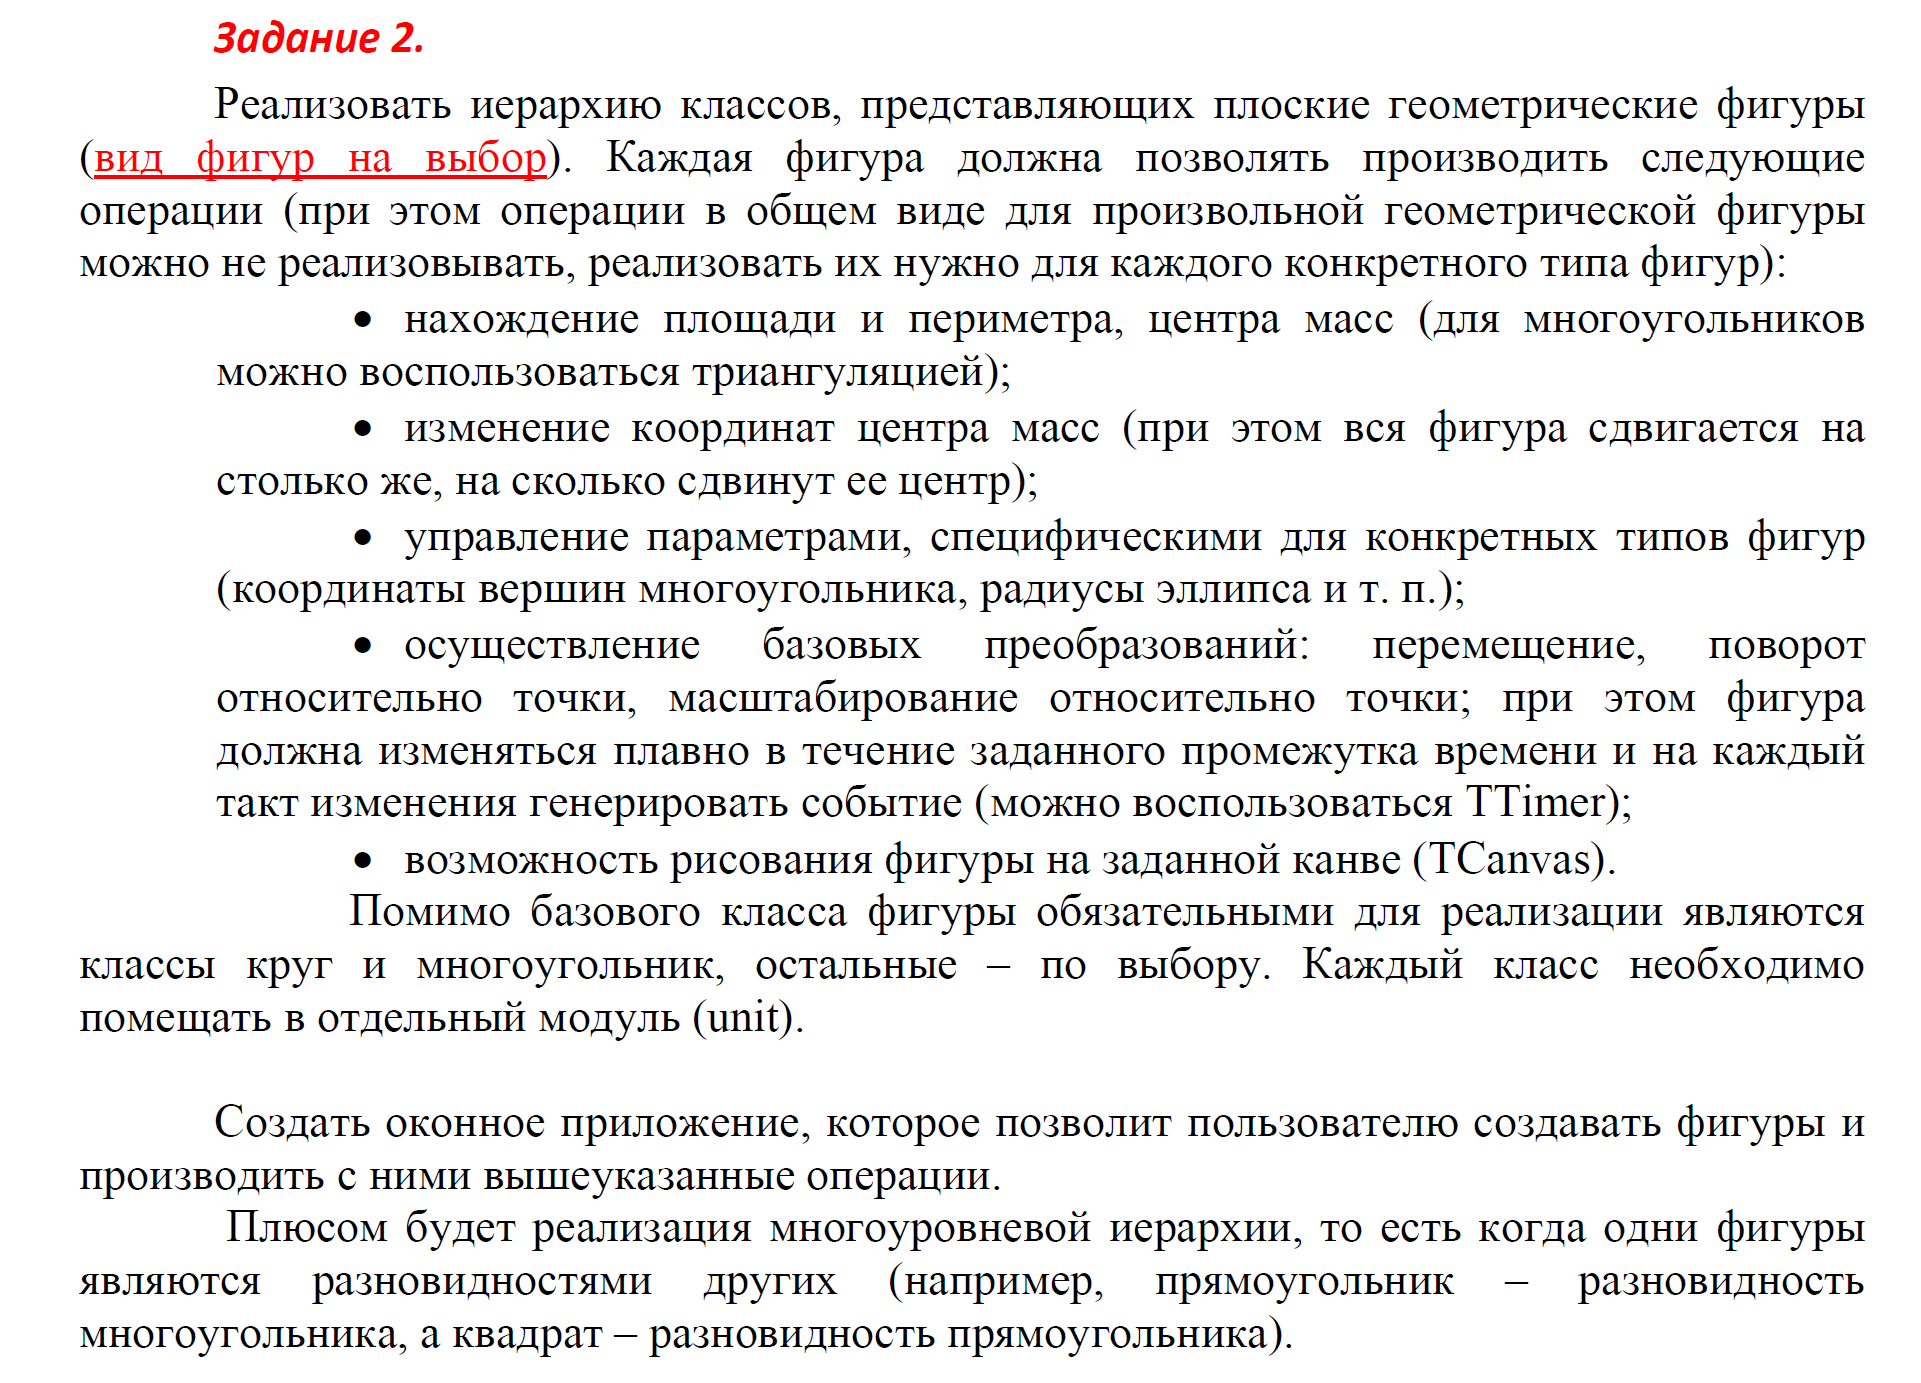 Задание 2.
Реализовать иерархию классов, представляющих плоские геометрические фигуры
(вид фигур на выбор). Каждая фигура должна позволять производить следующие
операции (при этом операции в общем виде для произвольной геометрической фигуры
можно не реализовывать, реализовать их нужно для каждого конкретного типа фигур):
• нахождение площади и периметра, центра масс (для многоугольников
можно воспользоваться триангуляцией);
• изменение координат центра масс (при этом вся фигура сдвигается на
столько же, на сколько сдвинут ее центр);
• управление параметрами, специфическими для конкретных типов фигур
(координаты вершин многоугольника, радиусы эллипса и т. п.);
• осуществление базовых преобразований: перемещение, поворот
относительно точки, масштабирование относительно точки; при этом фигура
должна изменяться плавно в течение заданного промежутка времени и на каждый
такт изменения генерировать событие (можно воспользоваться TTimer);
• возможность рисования фигуры на заданной канве (TCanvas).
Помимо базового класса фигуры обязательными для реализации являются
классы круг и многоугольник, остальные – по выбору. Каждый класс необходимо
помещать в отдельный модуль (unit).
Создать оконное приложение, которое позволит пользователю создавать фигуры и
производить с ними вышеуказанные операции.
Плюсом будет реализация многоуровневой иерархии, то есть когда одни фигуры
являются разновидностями других (например, прямоугольник – разновидность
многоугольника, а квадрат – разновидность прямоугольника).